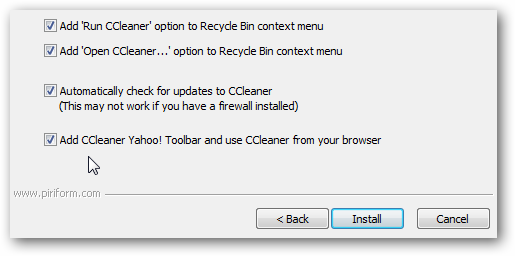 Add 'Run CCleaner' option to Recycle Bin context menu
Add 'Open CCleaner...' option to Recycle Bin context menu
Automatically check for updates to CCleaner
(This may not work if you have a firewall installed)
Add CCleaner Yahoo! Toolbar and use CCleaner from your browser
www.piriform.com
< Back
Install
Cancel